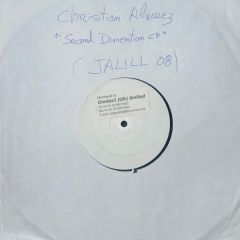 Christian Alvarez
"Second Dimention EP"
(JALILL 08)
Distributed by
Contact (UK) limited